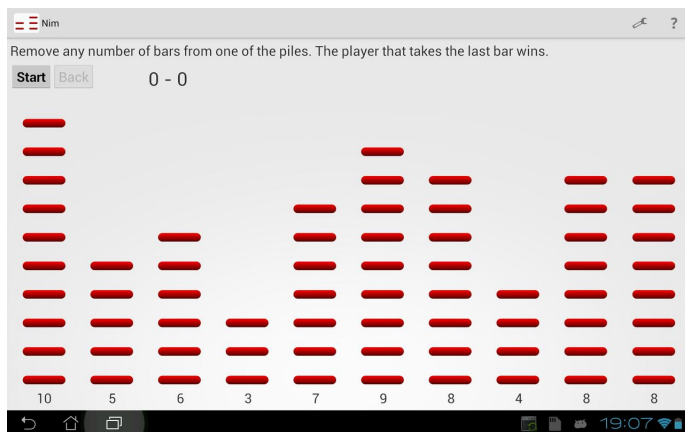 Nim
?
Remove any number of bars from one of the piles. The player that takes the last bar wins.
Start Back 0 - 0
10 5 6 3 7 9 8 4 8 8
19:07